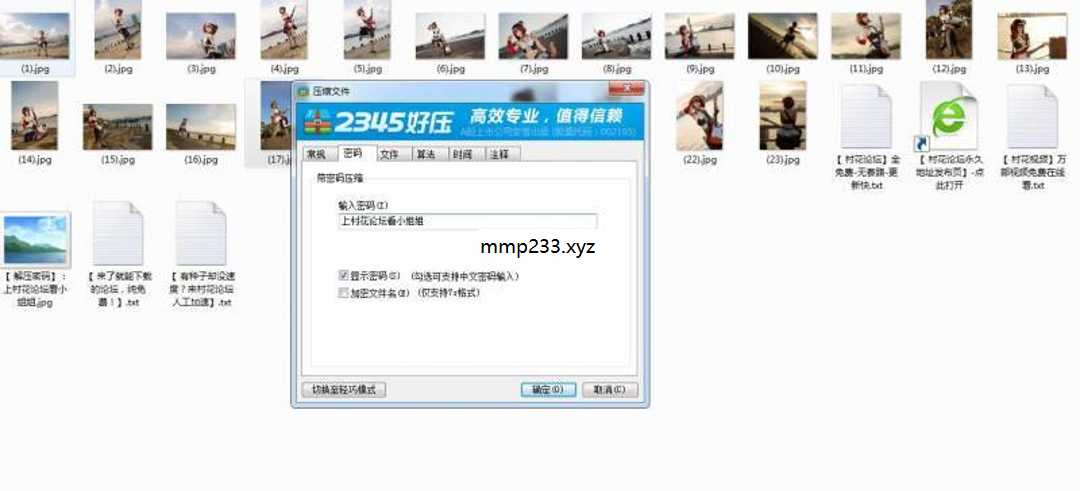 (1).jpg
(2).jpg
(3).jpg
(4).jpg
(5).jpg
(6).jpg
(7).jpg
(8).jpg
(9).jpg
(10).jpg
(11).jpg
(12).jpg
(13).jpg
压缩文件
2345好压
高效专业，值得信赖
A股上市公司荣誉出品 (股票代码：002195)
常规
密码
文件
算法
时间
注释
带密码压缩
输入密码(I)
上村花论坛看小姐姐
mmp233.xyz
显示密码(S)
(勾选可支持中文密码输入)
加密文件名(E)
(仅支持7z格式)
切换至轻巧模式
确定(O)
取消(C)
(14).jpg
(15).jpg
(16).jpg
(17).j
(22).jpg
(23).jpg
【村花论坛】全
免费-无套路-更
新快.txt
【村花论坛永久
地址发布页】-点
此打开
【村花视频】万
部视频免费在线
看.txt
【解压密码】：
上村花论坛看小
姐姐.jpg
【来了就能下载
的论坛，纯免
费！】.txt
【有种子却没速
度？来村花论坛
人工加速】.txt